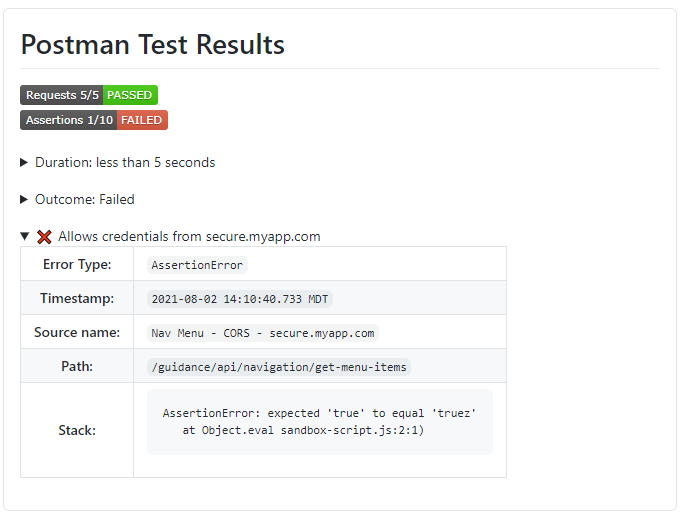 Postman Test Results
Requests 5/5 PASSED
Assertions 1/10 FAILED
Duration: less than 5 seconds
Outcome: Failed
Allows credentials from secure.myapp.com
Error Type: AssertionError
Timestamp: 2021-08-02 14:10:40.733 MDT
Source name: Nav Menu - CORS - secure.myapp.com
Path: /guidance/api/navigation/get-menu-items
Stack:
AssertionError: expected 'true' to equal 'truez'
at Object.eval sandbox-script.js:2:1)